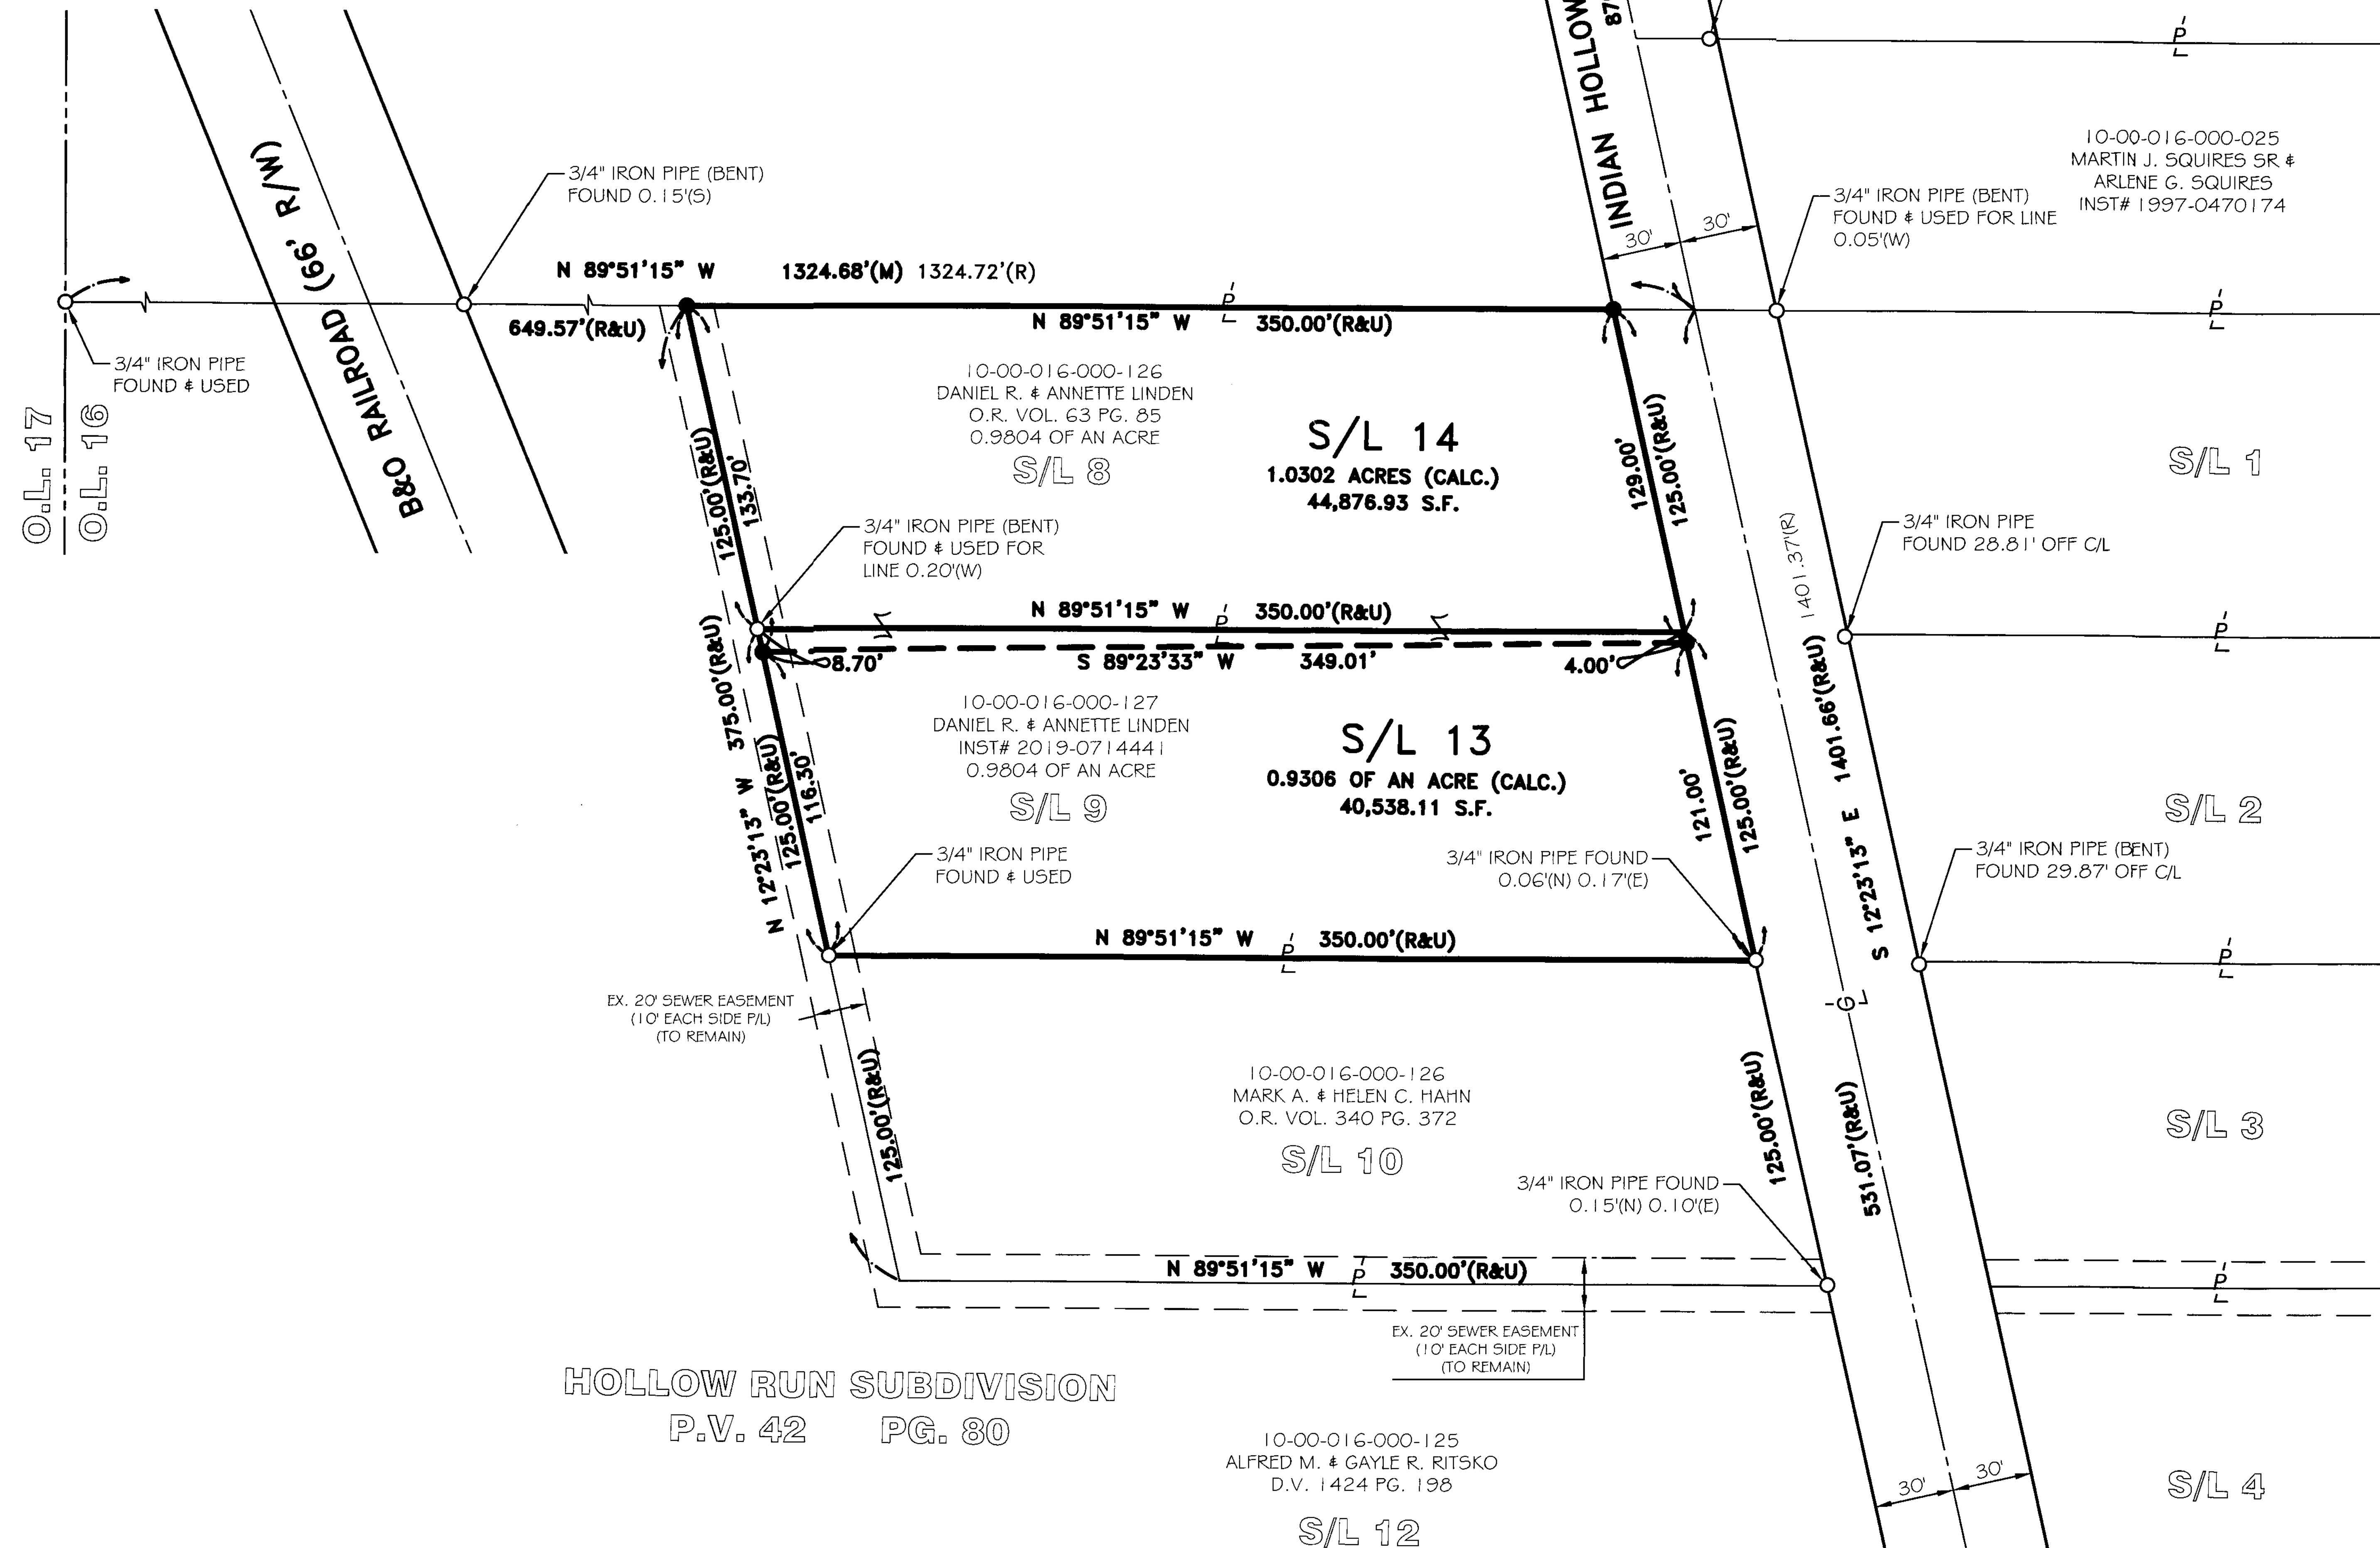 INDIAN HOLLOW
87
10-00-016-000-025
MARTIN J. SQUIRES SR &
ARLENE G. SQUIRES
INST# 1997-0470174
3/4" IRON PIPE (BENT)
FOUND 0.15'(S)
3/4" IRON PIPE (BENT)
FOUND & USED FOR LINE
0.05'(W)
30'
30'
B&O RAILROAD (66' R/W)
N 89°51'15" W 1324.68'(M) 1324.72'(R)
649.57'(R&U)
N 89°51'15" W 350.00'(R&U)
3/4" IRON PIPE
FOUND & USED
O.L. 17
O.L. 16
10-00-016-000-126
DANIEL R. & ANNETTE LINDEN
O.R. VOL. 63 PG. 85
0.9804 OF AN ACRE
S/L 8
S/L 14
1.0302 ACRES (CALC.)
44,876.93 S.F.
125.00'(R&U)
133.70'
129.00'
125.00'(R&U)
S/L 1
3/4" IRON PIPE (BENT)
FOUND & USED FOR
LINE 0.20'(W)
3/4" IRON PIPE
FOUND 28.81' OFF C/L
1401.37'(R)
N 89°51'15" W 350.00'(R&U)
8.70'
S 89°23'33" W 349.01'
4.00'
N 12°23'13" W 375.00'(R&U)
S 12°23'13" E 1401.66'(R&U)
10-00-016-000-127
DANIEL R. & ANNETTE LINDEN
INST# 2019-0714441
0.9804 OF AN ACRE
S/L 9
S/L 13
0.9306 OF AN ACRE (CALC.)
40,538.11 S.F.
125.00'(R&U)
116.30'
121.00'
125.00'(R&U)
S/L 2
3/4" IRON PIPE
FOUND & USED
3/4" IRON PIPE FOUND
0.06'(N) 0.17'(E)
3/4" IRON PIPE (BENT)
FOUND 29.87' OFF C/L
N 89°51'15" W 350.00'(R&U)
EX. 20' SEWER EASEMENT
(10' EACH SIDE P/L)
(TO REMAIN)
125.00'(R&U)
10-00-016-000-126
MARK A. & HELEN C. HAHN
O.R. VOL. 340 PG. 372
S/L 10
125.00'(R&U)
531.07'(R&U)
S/L 3
3/4" IRON PIPE FOUND
0.15'(N) 0.10'(E)
N 89°51'15" W 350.00'(R&U)
EX. 20' SEWER EASEMENT
(10' EACH SIDE P/L)
(TO REMAIN)
HOLLOW RUN SUBDIVISION
P.V. 42 PG. 80
10-00-016-000-125
ALFRED M. & GAYLE R. RITSKO
D.V. 1424 PG. 198
S/L 12
30'
30'
S/L 4